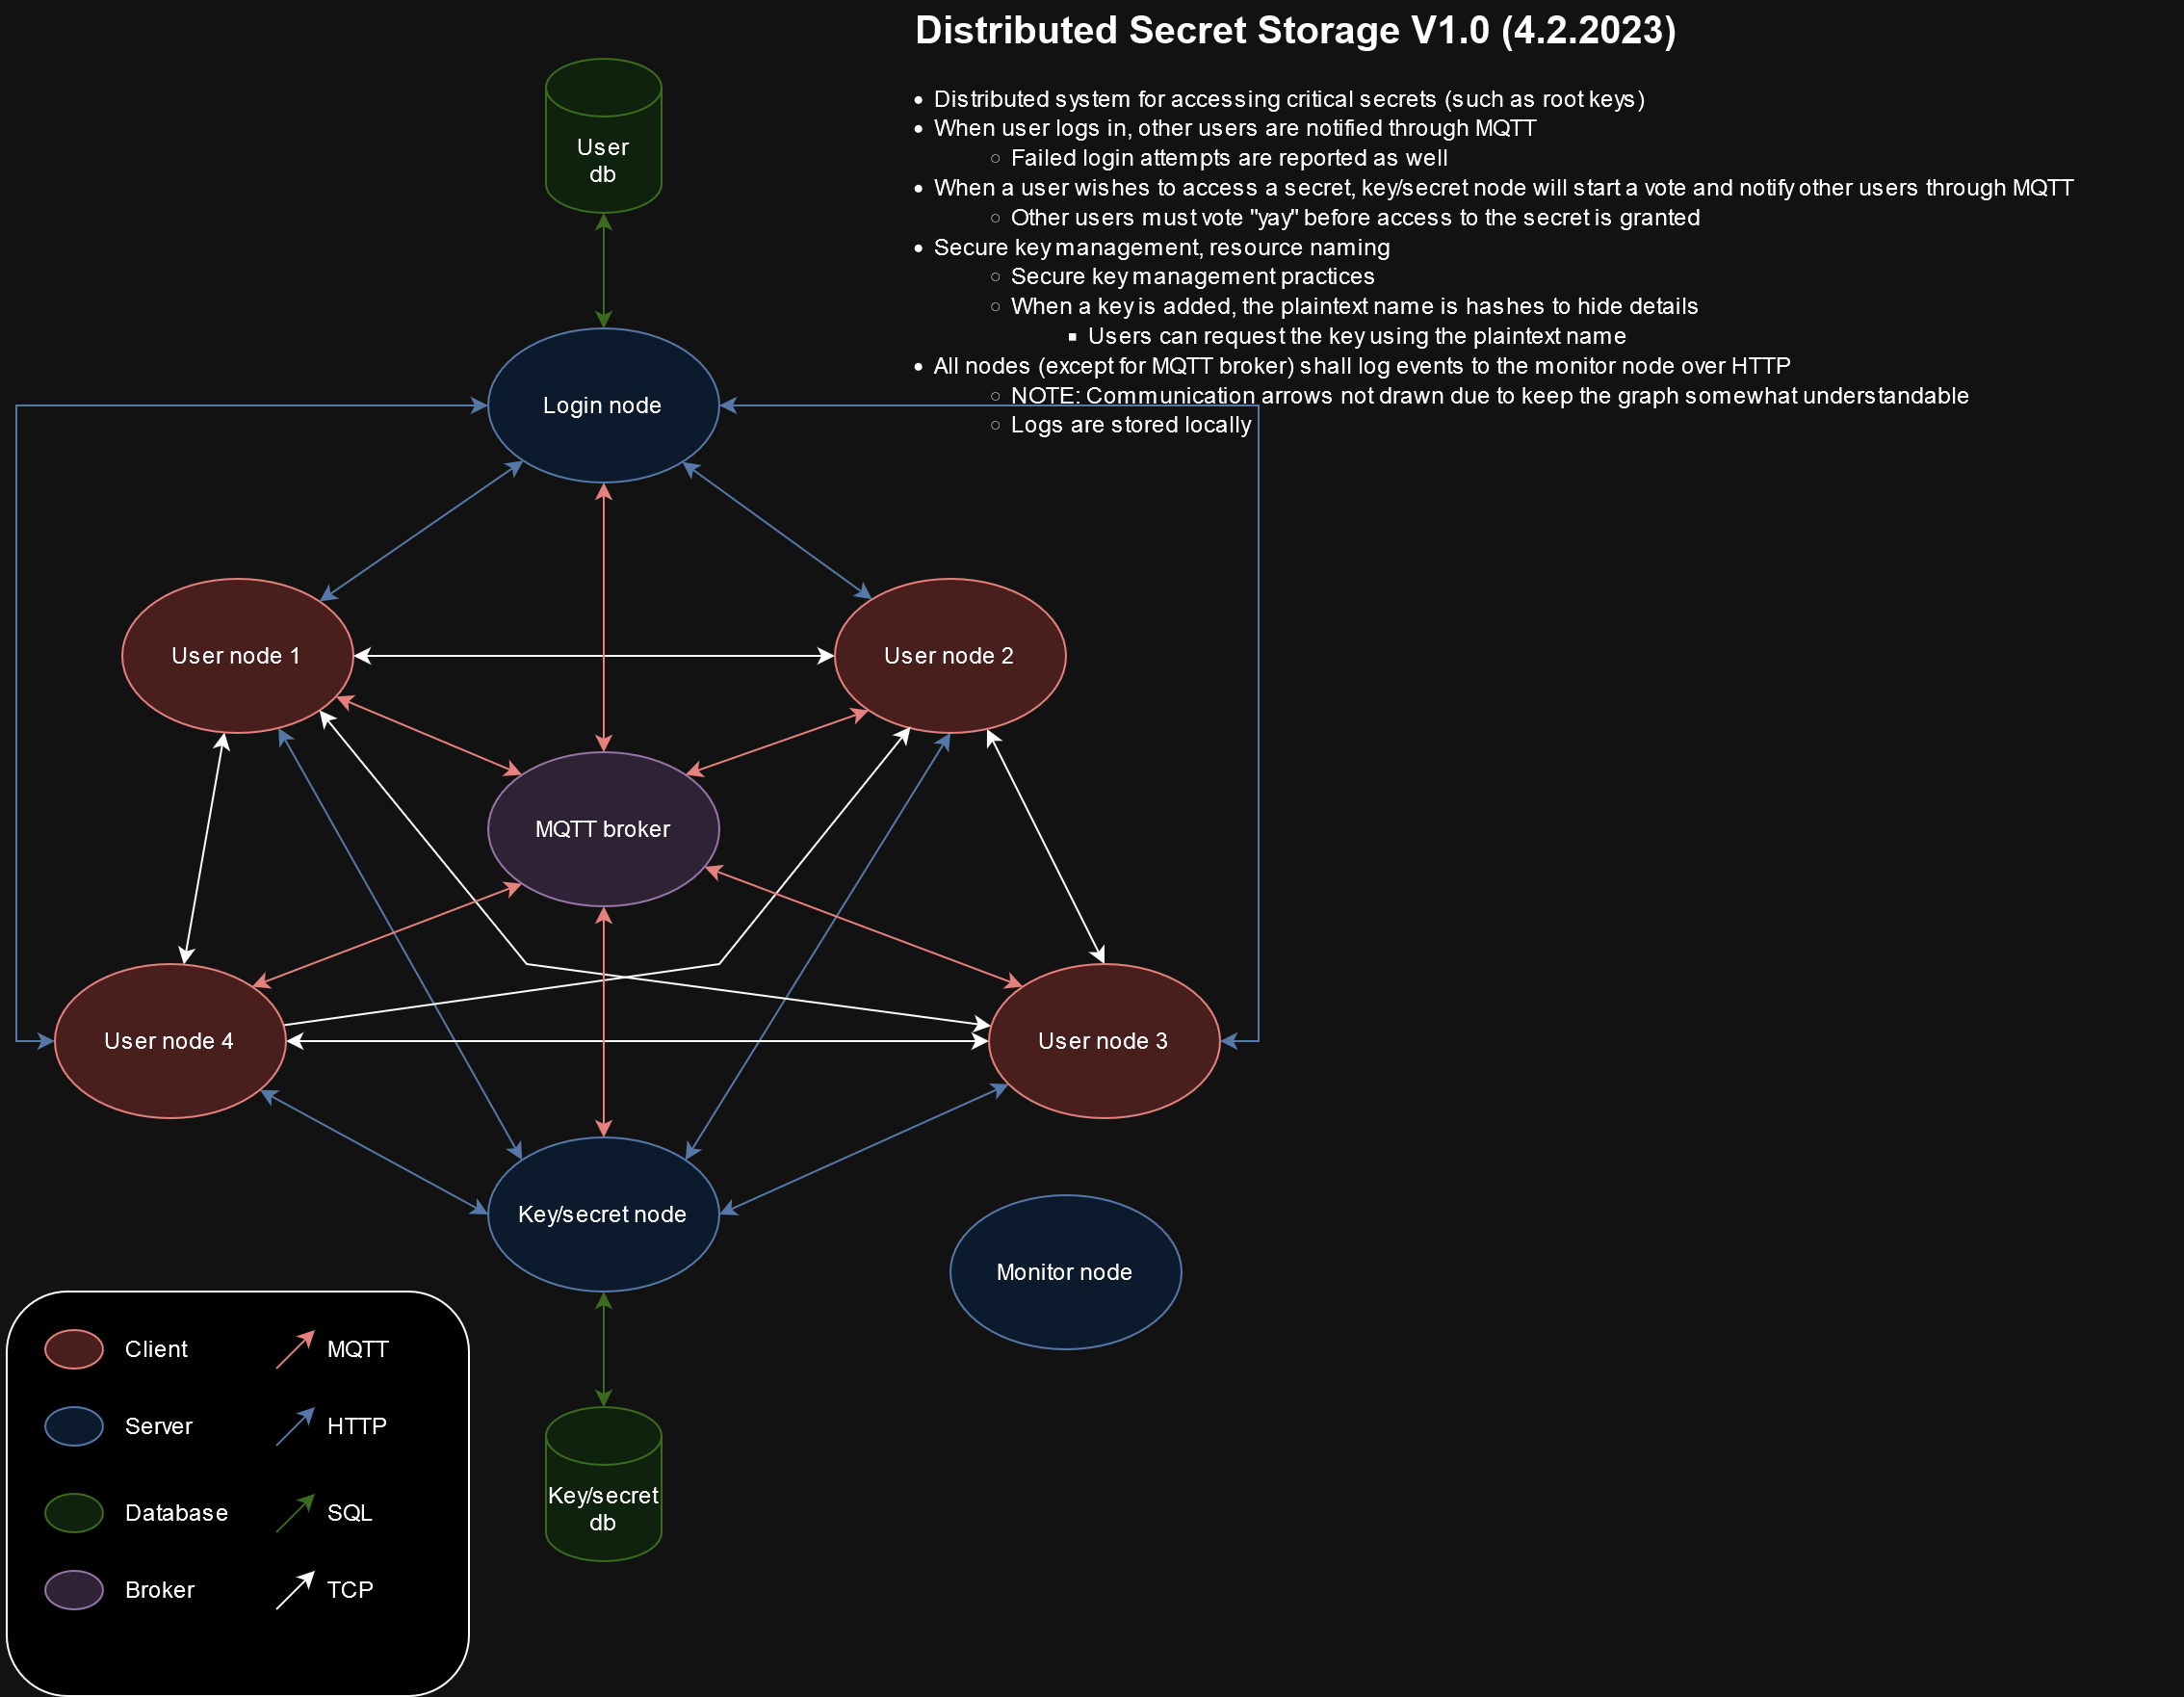 Distributed Secret Storage V1.0 (4.2.2023)
Distributed system for accessing critical secrets (such as root keys)
When user logs in, other users are notified through MQTT
Failed login attempts are reported as well
When a user wishes to access a secret, key/secret node will start a vote and notify other users through MQTT
Other users must vote "yay" before access to the secret is granted
Secure key management, resource naming
Secure key management practices
When a key is added, the plaintext name is hashes to hide details
Users can request the key using the plaintext name
All nodes (except for MQTT broker) shall log events to the monitor node over HTTP
NOTE: Communication arrows not drawn due to keep the graph somewhat understandable
Logs are stored locally
User
db
Login node
User node 1
User node 2
MQTT broker
User node 4
User node 3
Key/secret node
Monitor node
Key/secret
db
Client
MQTT
Server
HTTP
Database
SQL
Broker
TCP